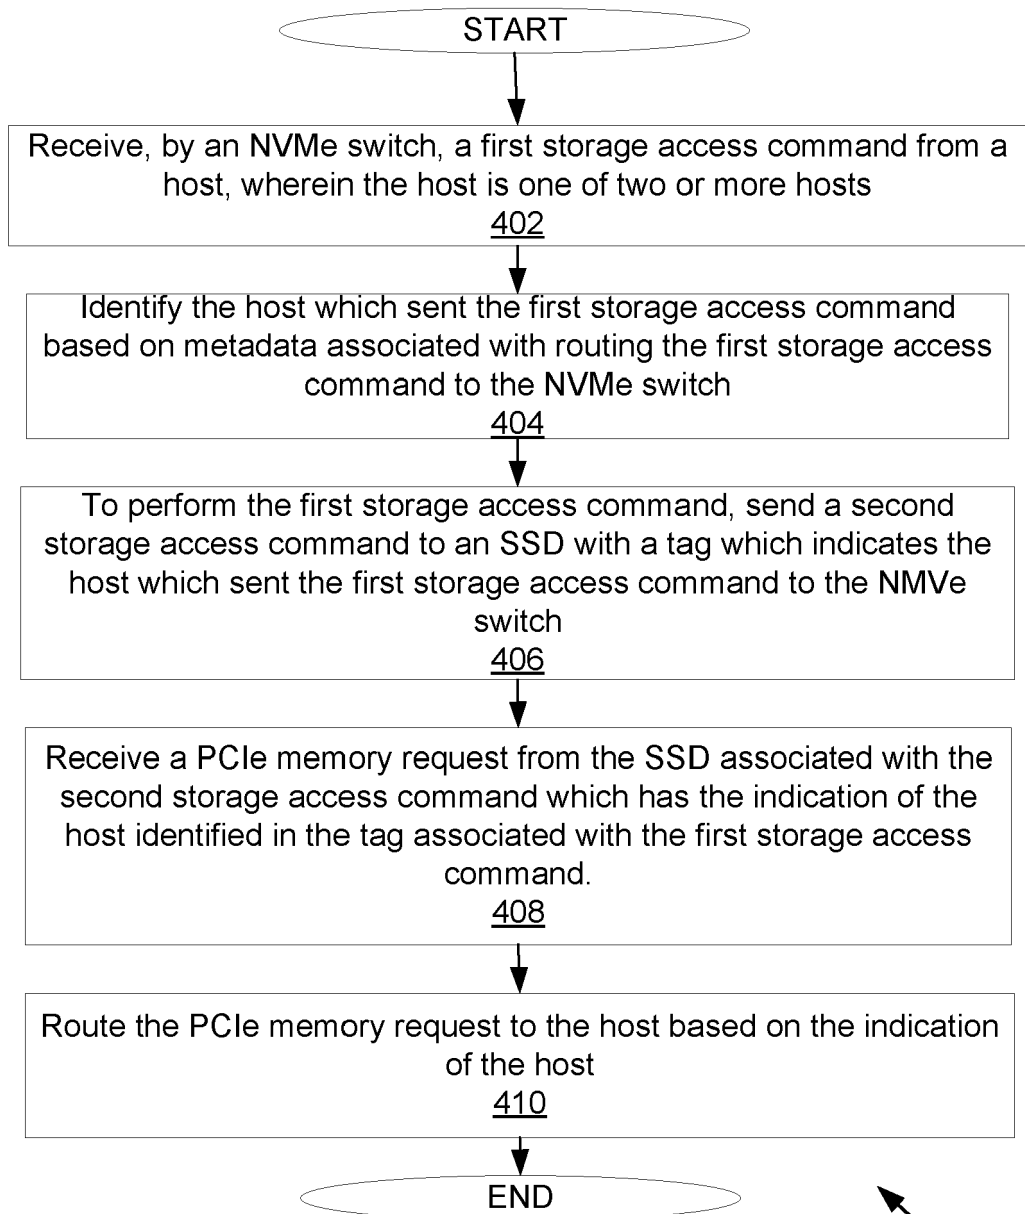 START
Receive, by an NVMe switch, a first storage access command from a
host, wherein the host is one of two or more hosts
402
Identify the host which sent the first storage access command
based on metadata associated with routing the first storage access
command to the NVMe switch
404
To perform the first storage access command, send a second
storage access command to an SSD with a tag which indicates the
host which sent the first storage access command to the NMVe
switch
406
Receive a PCIe memory request from the SSD associated with the
second storage access command which has the indication of the
host identified in the tag associated with the first storage access
command.
408
Route the PCIe memory request to the host based on the indication
of the host
410
END